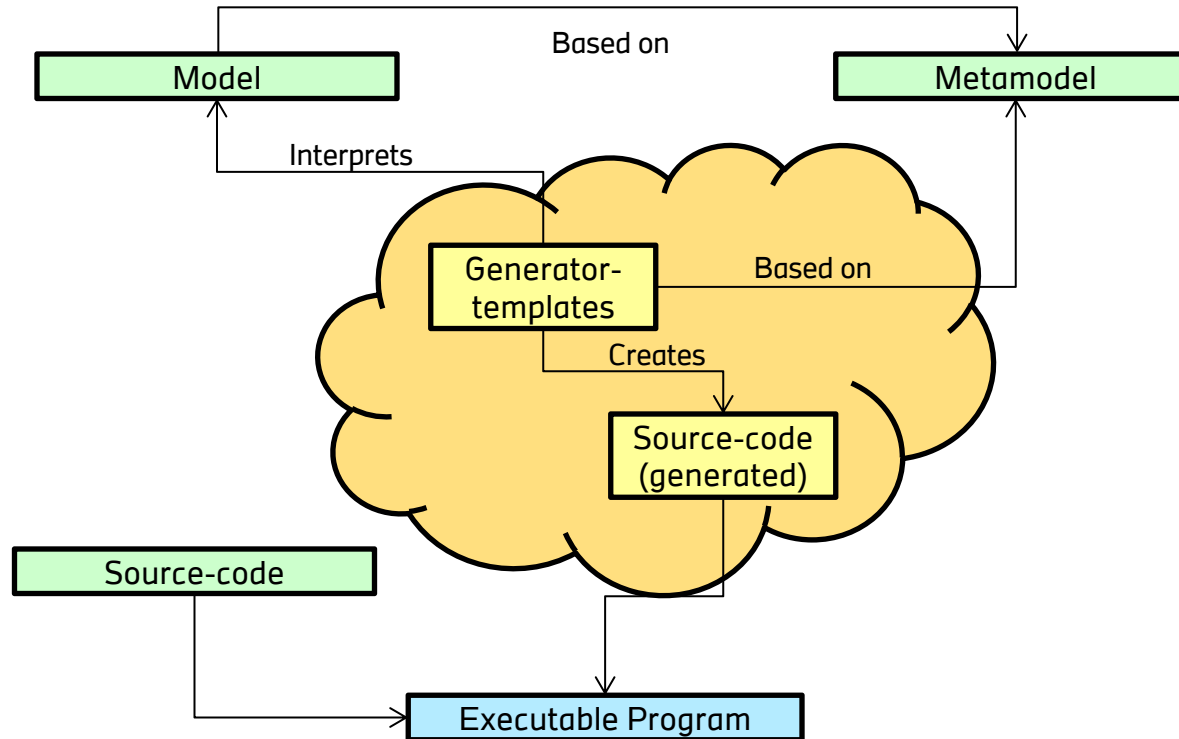 Based on
Model
Metamodel
Interprets
Generator-
templates
Based on
Creates
Source-code
(generated)
Source-code
Executable Program